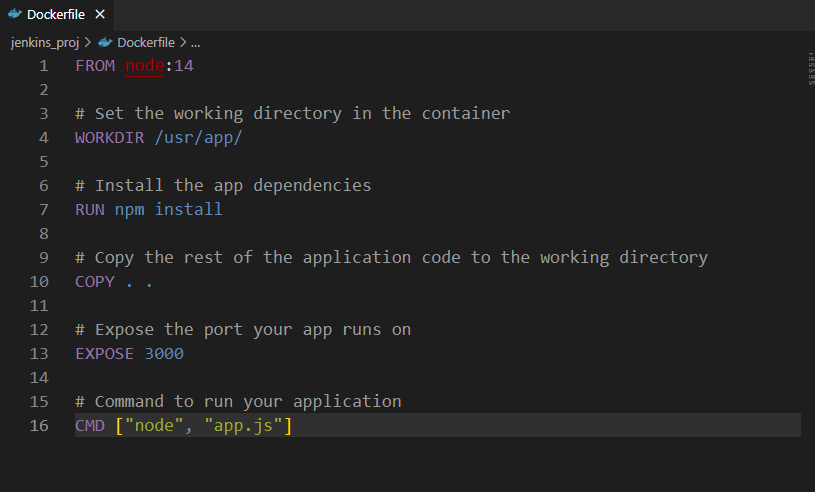 Dockerfile ×
jenkins_proj > Dockerfile > ...
1 FROM node:14
2
3 # Set the working directory in the container
4 WORKDIR /usr/app/
5
6 # Install the app dependencies
7 RUN npm install
8
9 # Copy the rest of the application code to the working directory
10 COPY . .
11
12 # Expose the port your app runs on
13 EXPOSE 3000
14
15 # Command to run your application
16 CMD ["node", "app.js"]